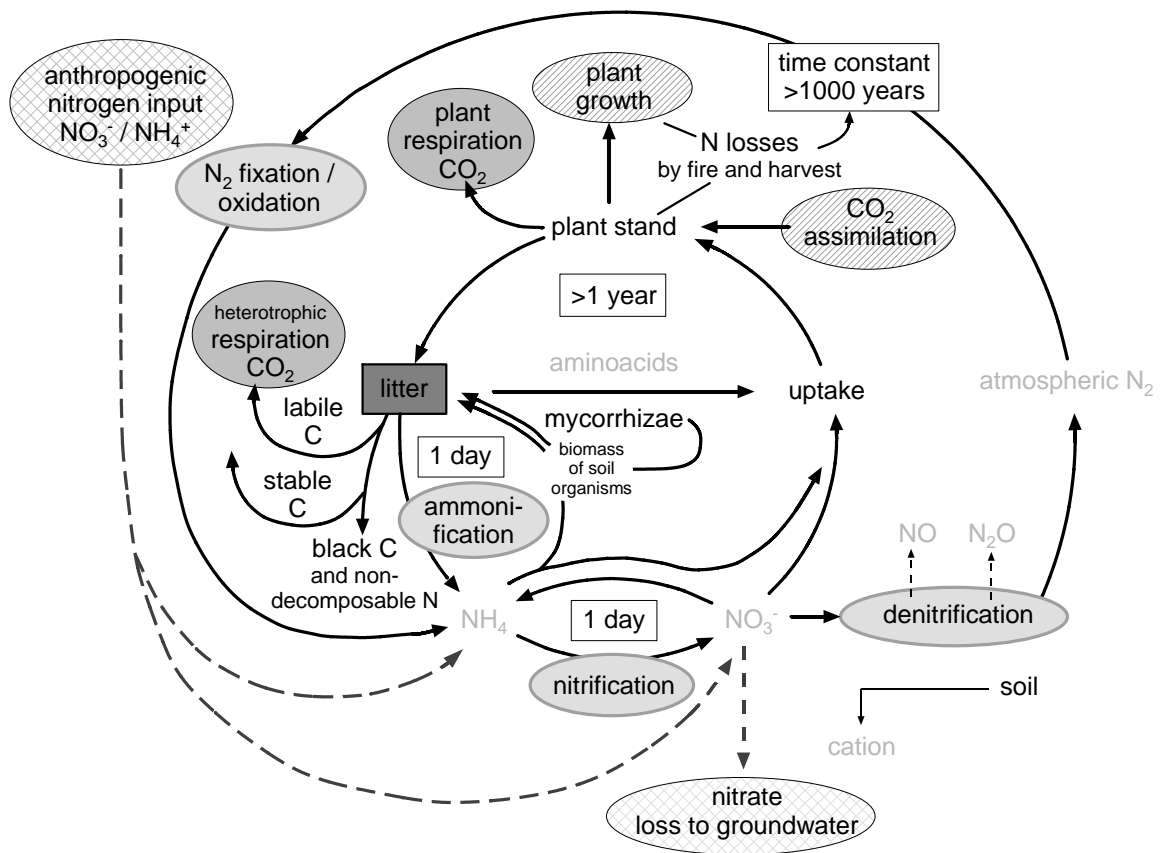 anthropogenic
nitrogen input
NO₃⁻ / NH₄⁺
N₂ fixation /
oxidation
plant
respiration
CO₂
plant
growth
time constant
>1000 years
N losses
by fire and harvest
plant stand
CO₂
assimilation
>1 year
heterotrophic
respiration
CO₂
litter
aminoacids
uptake
atmospheric N₂
labile
C
mycorrhizae
biomass
of soil
organisms
1 day
stable
C
ammoni-
fication
black C
and non-
decomposable N
NO
N₂O
NH₄
1 day
NO₃⁻
denitrification
nitrification
soil
cation
nitrate
loss to groundwater